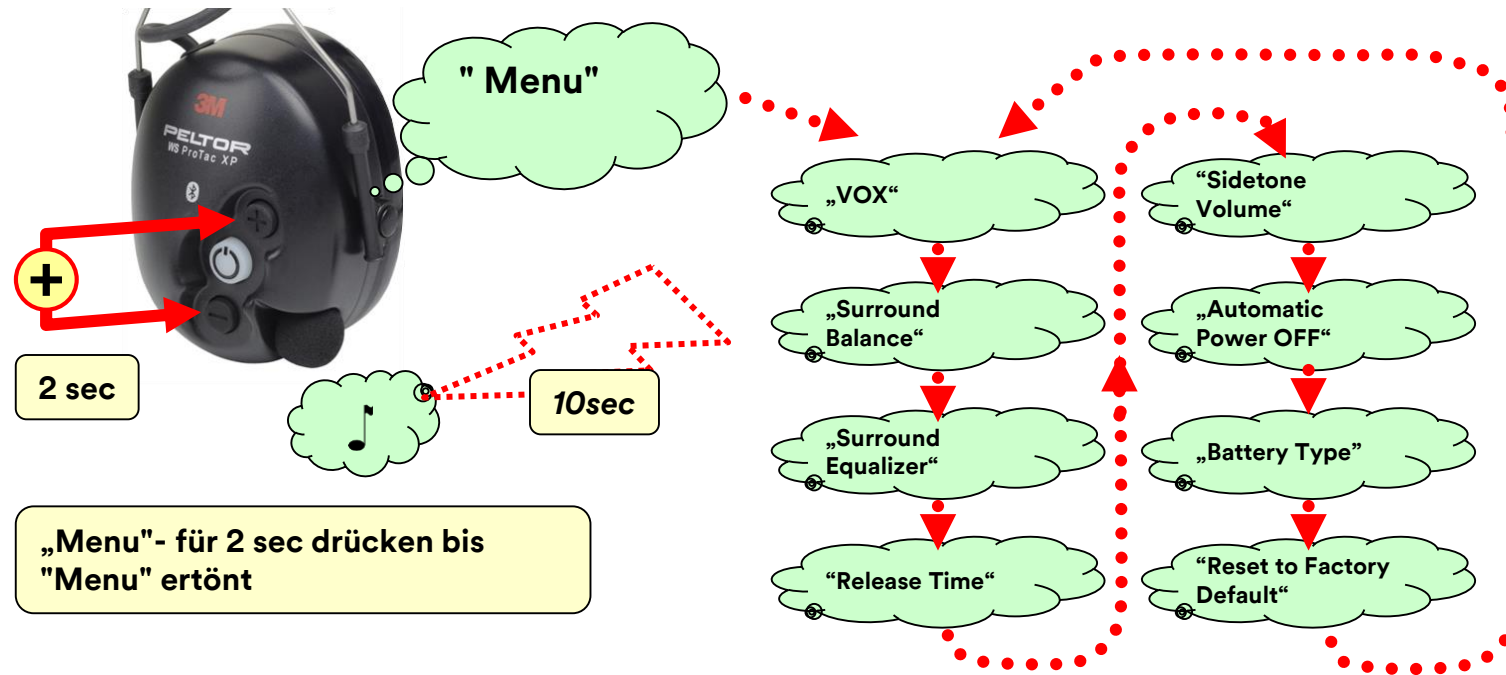 3M
PELTOR
WS ProTac XP
" Menu"
+
2 sec
10sec
„Menu"- für 2 sec drücken bis
"Menu" ertönt
„VOX“
„Surround
Balance“
„Surround
Equalizer“
“Release Time“
“Sidetone
Volume“
„Automatic
Power OFF“
„Battery Type”
“Reset to Factory
Default“